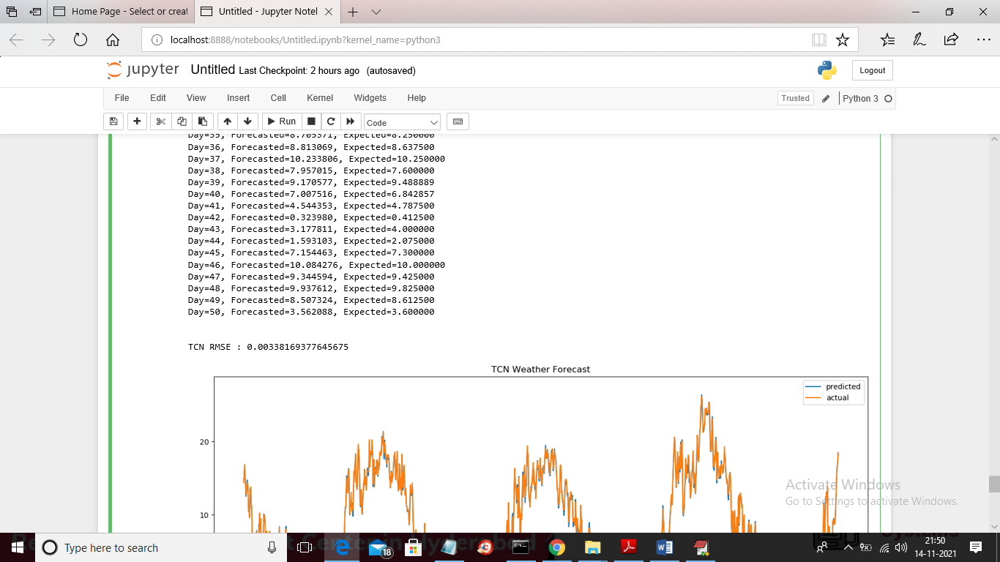 Home Page - Select or creat
Untitled - Jupyter Notel
localhost:8888/notebooks/Untitled.ipynb?kernel_name=python3
jupyter Untitled Last Checkpoint: 2 hours ago (autosaved)
Logout
File Edit View Insert Cell Kernel Widgets Help
Trusted
Python 3
Run
Code
Day=35, Forecasted=8.705371, Expected=8.250000
Day=36, Forecasted=8.813069, Expected=8.637500
Day=37, Forecasted=10.233806, Expected=10.250000
Day=38, Forecasted=7.957015, Expected=7.600000
Day=39, Forecasted=9.170577, Expected=9.488889
Day=40, Forecasted=7.007516, Expected=6.842857
Day=41, Forecasted=4.544353, Expected=4.787500
Day=42, Forecasted=0.323980, Expected=0.412500
Day=43, Forecasted=3.177811, Expected=4.000000
Day=44, Forecasted=1.593103, Expected=2.075000
Day=45, Forecasted=7.154463, Expected=7.300000
Day=46, Forecasted=10.084276, Expected=10.000000
Day=47, Forecasted=9.344594, Expected=9.425000
Day=48, Forecasted=9.937612, Expected=9.825000
Day=49, Forecasted=8.507324, Expected=8.612500
Day=50, Forecasted=3.562088, Expected=3.600000
TCN RMSE : 0.00338169377645675
TCN Weather Forecast
predicted
actual
20
10
Activate Windows
Go to Settings to activate Windows.
Type here to search
18
21:50
14-11-2021